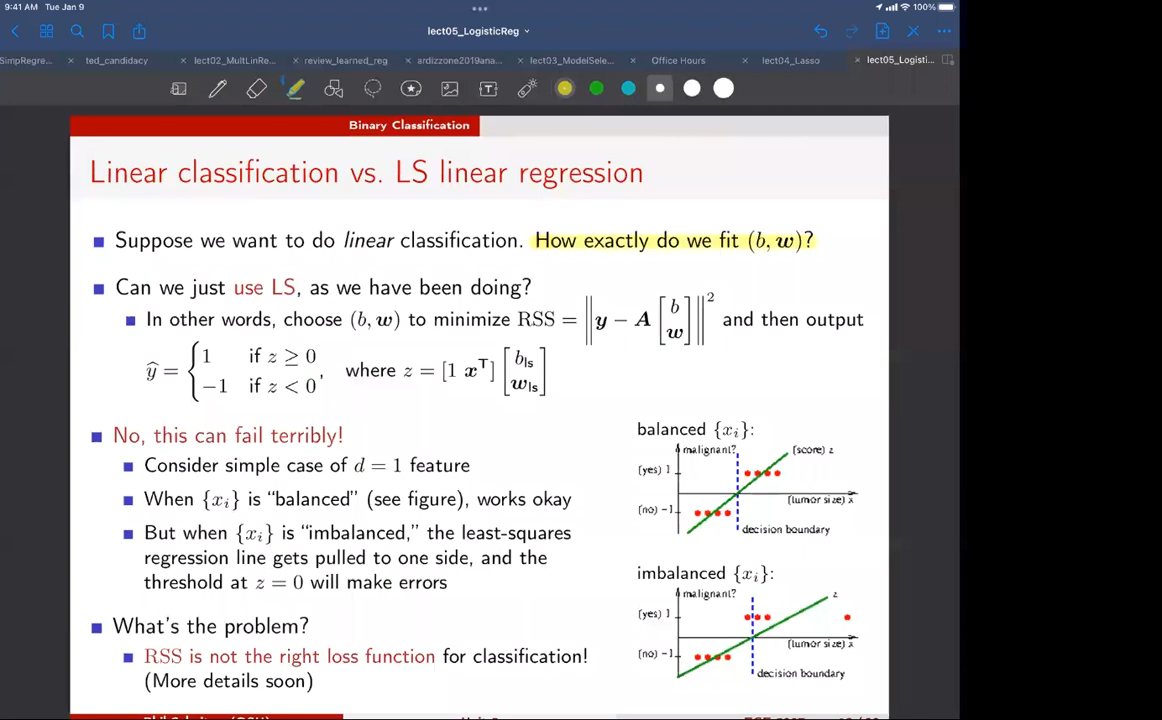 9:41 AM Tue Jan 9
100%
lect05_LogisticReg
SimpRegre...
ted_candidacy
lect02_MultLinRe...
review_learned_reg
ardizzone2019ana...
lect03_ModelSele...
Office Hours
lect04_Lasso
lect05_Logisti...
Binary Classification
Linear classification vs. LS linear regression
Suppose we want to do linear classification. How exactly do we fit (b, w)?
Can we just use LS, as we have been doing?
In other words, choose (b, w) to minimize RSS = ‖y − A [b w]‖² and then output
ŷ = { 1 if z ≥ 0, −1 if z < 0 , where z = [1 xᵀ] [b_ls w_ls]
No, this can fail terribly!
Consider simple case of d = 1 feature
When {xᵢ} is “balanced” (see figure), works okay
But when {xᵢ} is “imbalanced,” the least-squares
regression line gets pulled to one side, and the
threshold at z = 0 will make errors
What's the problem?
RSS is not the right loss function for classification!
(More details soon)
balanced {xᵢ}:
malignant?
(score) z
(yes) 1
(lumor size) x
(no) -1
decision boundary
imbalanced {xᵢ}:
malignant?
z
(yes) 1
(lumor size) x
(no) -1
decision boundary